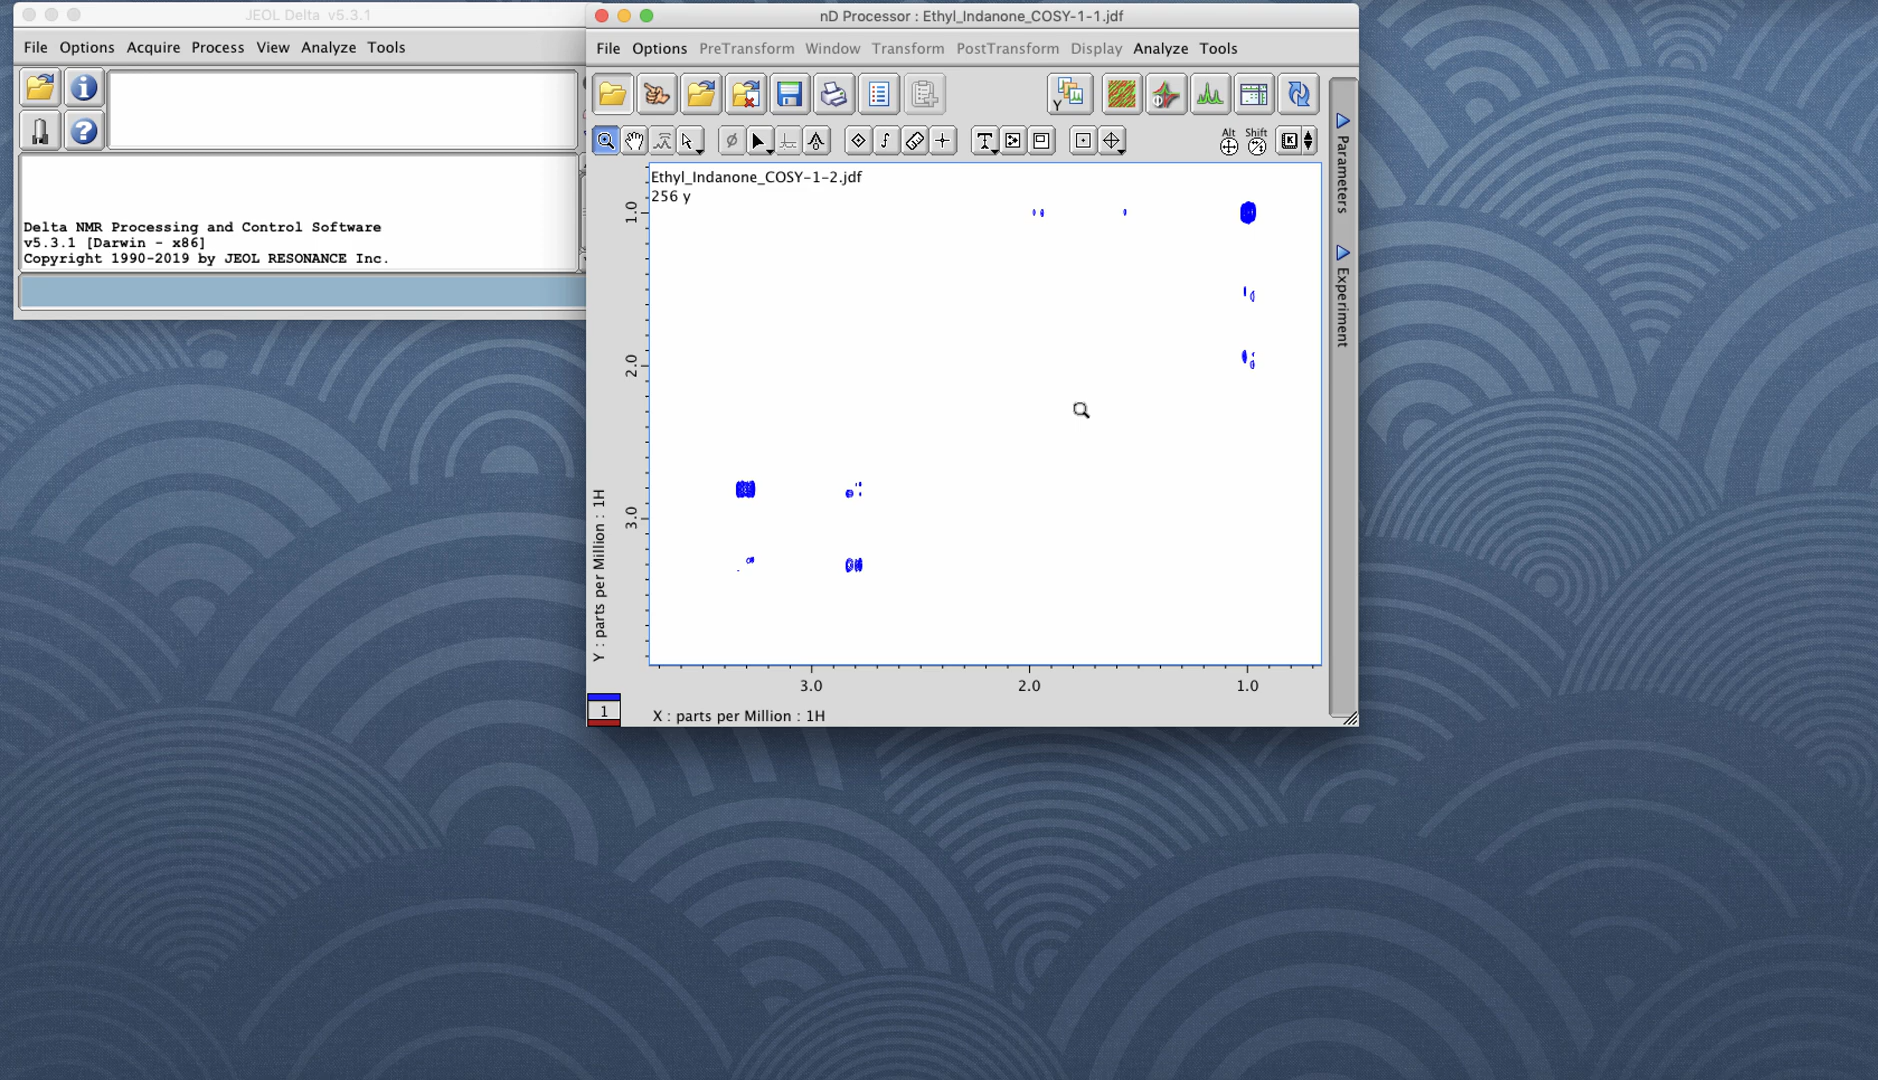 JEOL Delta v5.3.1
File Options Acquire Process View Analyze Tools
Delta NMR Processing and Control Software
v5.3.1 [Darwin - x86]
Copyright 1990-2019 by JEOL RESONANCE Inc.
nD Processor : Ethyl_Indanone_COSY-1-1.jdf
File Options PreTransform Window Transform PostTransform Display Analyze Tools
Y
Alt Shift
K
Ethyl_Indanone_COSY-1-2.jdf
256 y
1.0
2.0
3.0
Y : parts per Million : 1H
3.0 2.0 1.0
1
X : parts per Million : 1H
Parameters
Experiment